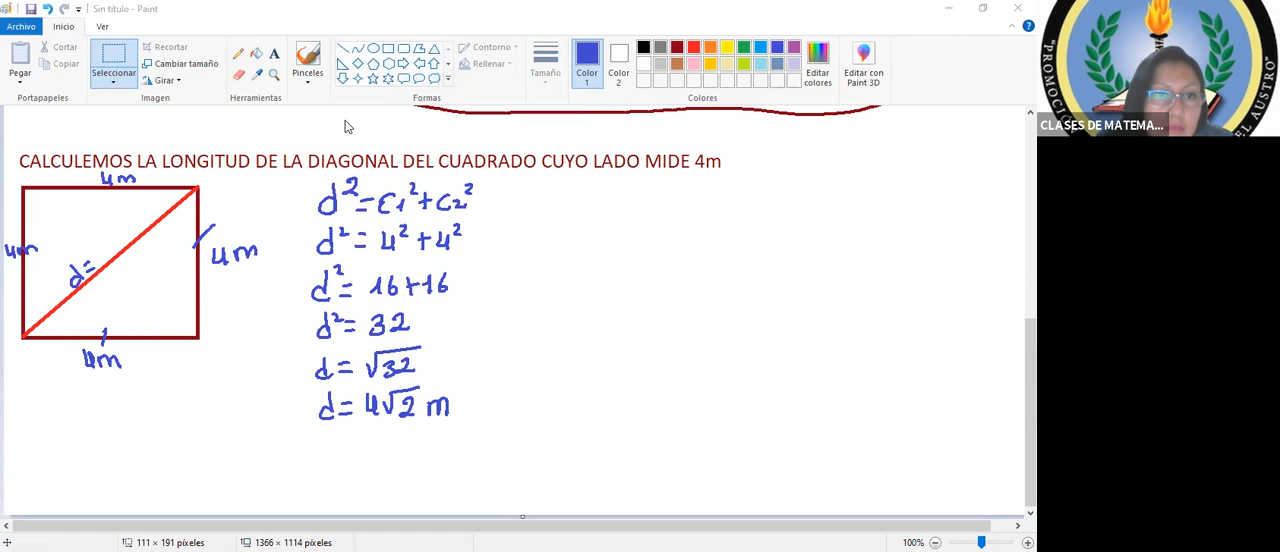 Sin título - Paint
Archivo Inicio Ver
Pegar
Cortar
Copiar
Portapapeles
Seleccionar
Recortar
Cambiar tamaño
Girar
Imagen
A
Herramientas
Pinceles
Contorno
Rellenar
Formas
Tamaño
Color 1
Color 2
Editar colores
Colores
Editar con Paint 3D
CLASES DE MATEMA...
CALCULEMOS LA LONGITUD DE LA DIAGONAL DEL CUADRADO CUYO LADO MIDE 4m
4m
4m
d=
4m
4m
d² = C1² + C2²
d² = 4² + 4²
d² = 16+16
d² = 32
d = √32
d = 4√2 m
111 × 191 píxeles
1366 × 1114 píxeles
100%